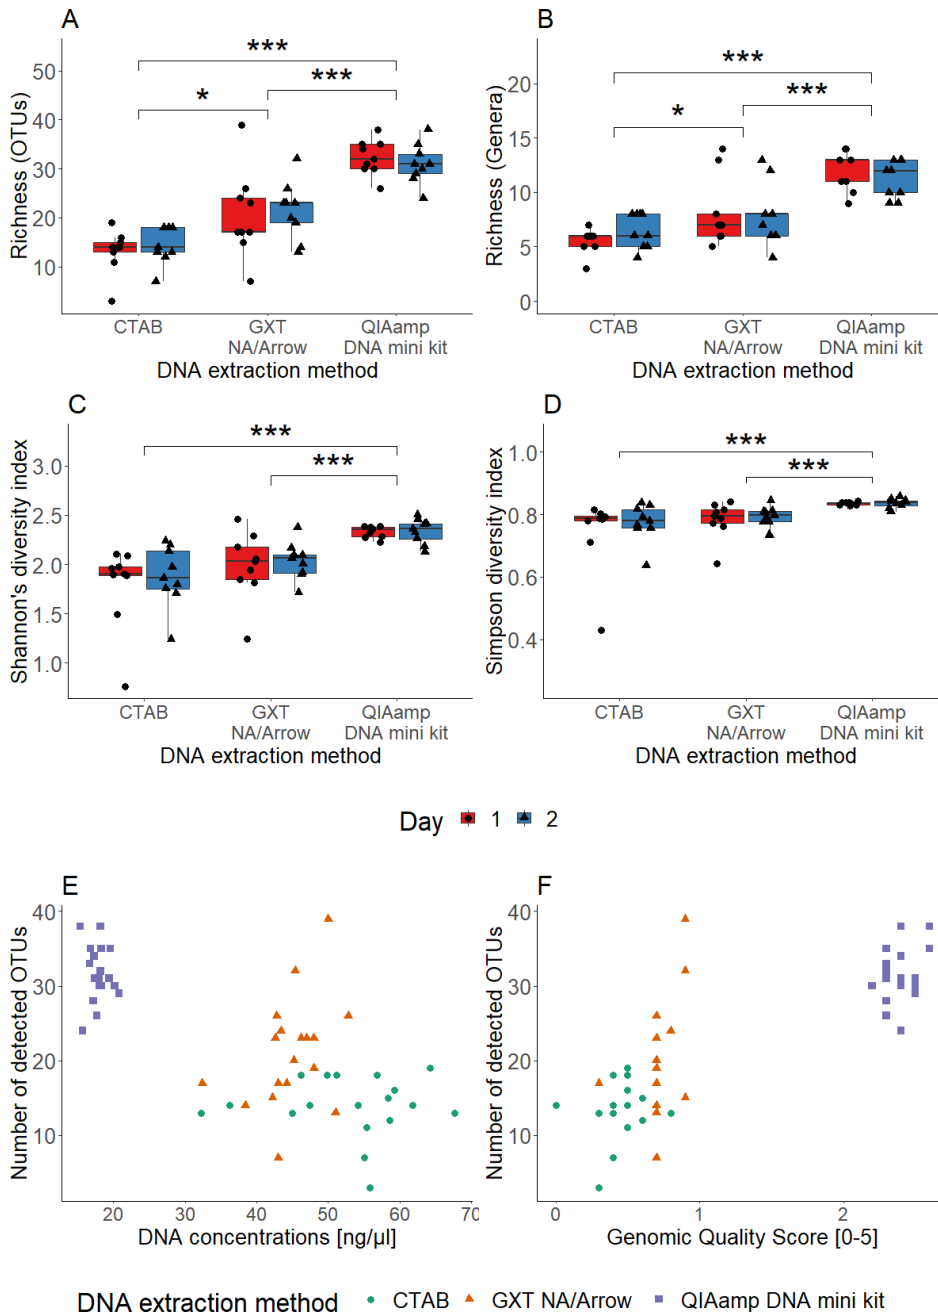 A
B
Richness (OTUs)
50
40
30
20
10
***
***
*
CTAB
GXT
NA/Arrow
QIAamp
DNA mini kit
DNA extraction method
Richness (Genera)
20
15
10
5
0
***
***
*
CTAB
GXT
NA/Arrow
QIAamp
DNA mini kit
DNA extraction method
C
D
Shannon's diversity index
3.0
2.5
2.0
1.5
1.0
***
***
CTAB
GXT
NA/Arrow
QIAamp
DNA mini kit
DNA extraction method
Simpson diversity index
1.0
0.8
0.6
0.4
***
***
CTAB
GXT
NA/Arrow
QIAamp
DNA mini kit
DNA extraction method
Day 1 2
E
F
Number of detected OTUs
40
30
20
10
20 30 40 50 60 70
DNA concentrations [ng/µl]
Number of detected OTUs
40
30
20
10
0 1 2
Genomic Quality Score [0-5]
DNA extraction method CTAB GXT NA/Arrow QIAamp DNA mini kit